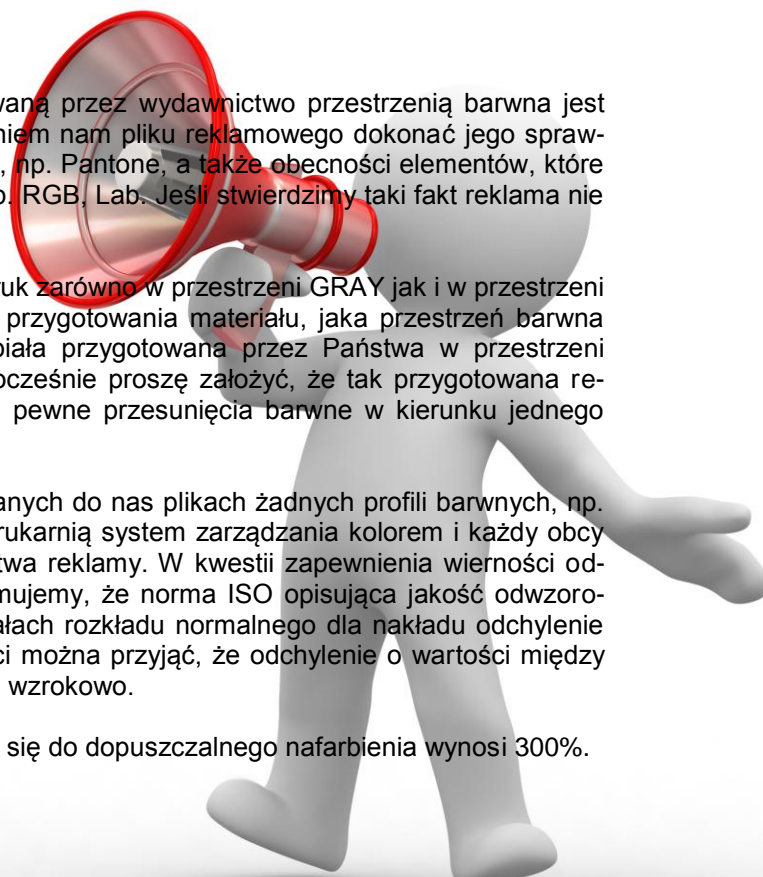 waną przez wydawnictwo przestrzenią barwna jest
niem nam pliku reklamowego dokonać jego spraw-
, np. Pantone, a także obecności elementów, które
. RGB, Lab. Jeśli stwierdzimy taki fakt reklama nie
ruk zarówno w przestrzeni GRAY jak i w przestrzeni
przygotowania materiału, jaka przestrzeń barwna
biała przygotowana przez Państwa w przestrzeni
ocześnie proszę założyć, że tak przygotowana re-
pewne przesunięcia barwne w kierunku jednego
anych do nas plikach żadnych profili barwnych, np.
rukarnią system zarządzania kolorem i każdy obcy
twa reklamy. W kwestii zapewnienia wierności od-
mujemy, że norma ISO opisująca jakość odwzoro-
ałach rozkładu normalnego dla nakładu odchylenie
ci można przyjąć, że odchylenie o wartości między
wzrokowo.
się do dopuszczalnego nafarbienia wynosi 300%.